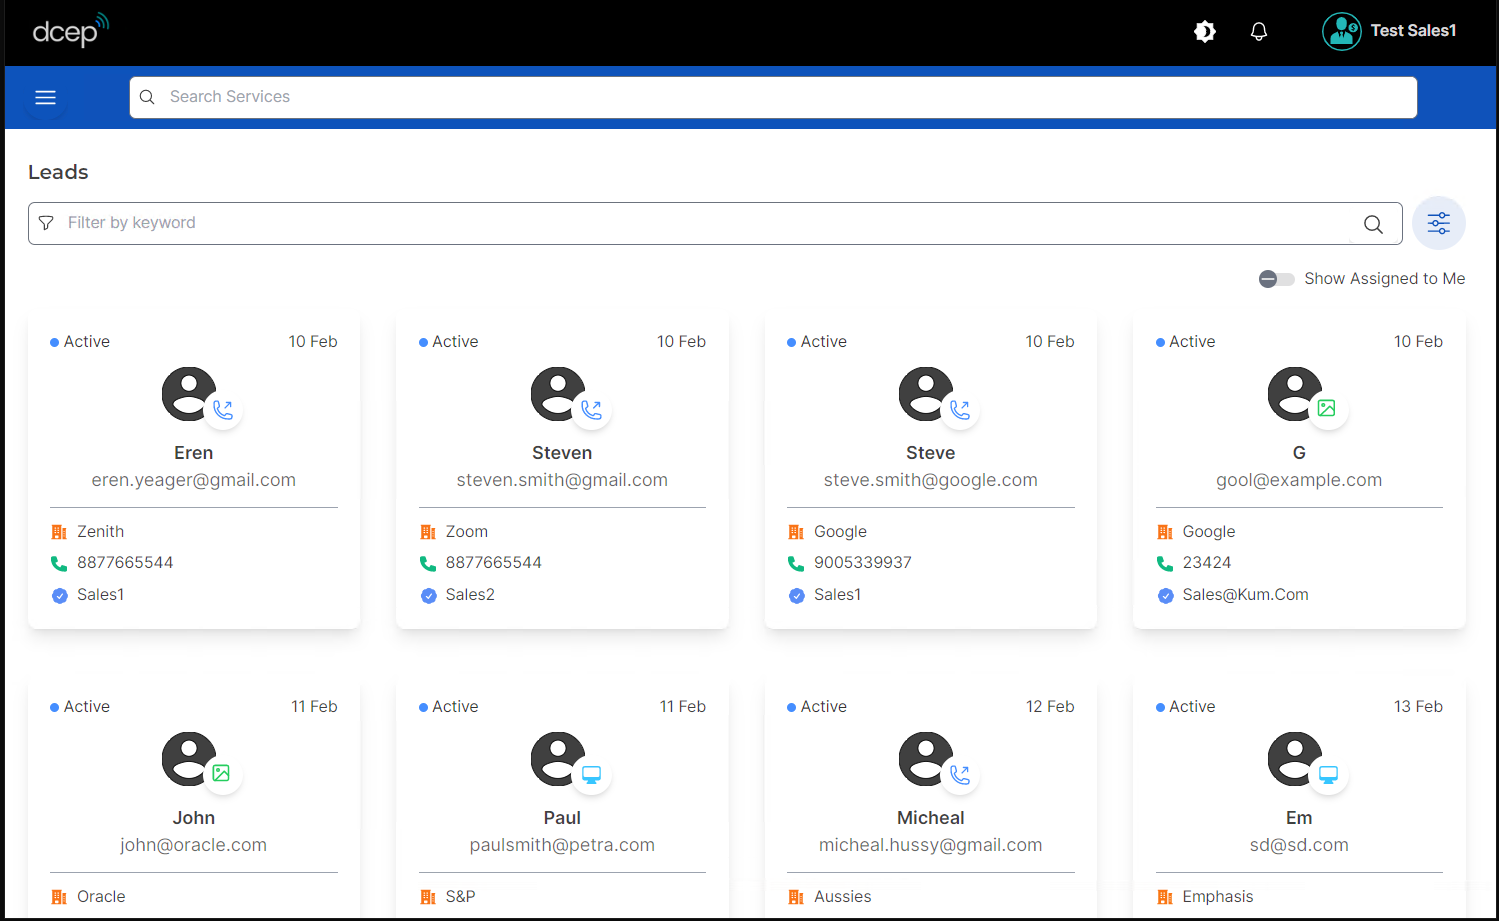 dcep
Test Sales1
Search Services
Leads
Filter by keyword
Show Assigned to Me
Active 10 Feb
Eren
eren.yeager@gmail.com
Zenith
8877665544
Sales1
Active 10 Feb
Steven
steven.smith@gmail.com
Zoom
8877665544
Sales2
Active 10 Feb
Steve
steve.smith@google.com
Google
9005339937
Sales1
Active 10 Feb
G
gool@example.com
Google
23424
Sales@Kum.Com
Active 11 Feb
John
john@oracle.com
Oracle
Active 11 Feb
Paul
paulsmith@petra.com
S&P
Active 12 Feb
Micheal
micheal.hussy@gmail.com
Aussies
Active 13 Feb
Em
sd@sd.com
Emphasis